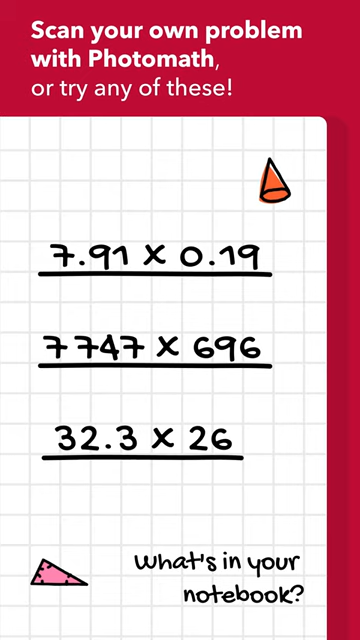 Scan your own problem
with Photomath,
or try any of these!
7.91 x 0.19
7747 x 696
32.3 x 26
What's in your
notebook?